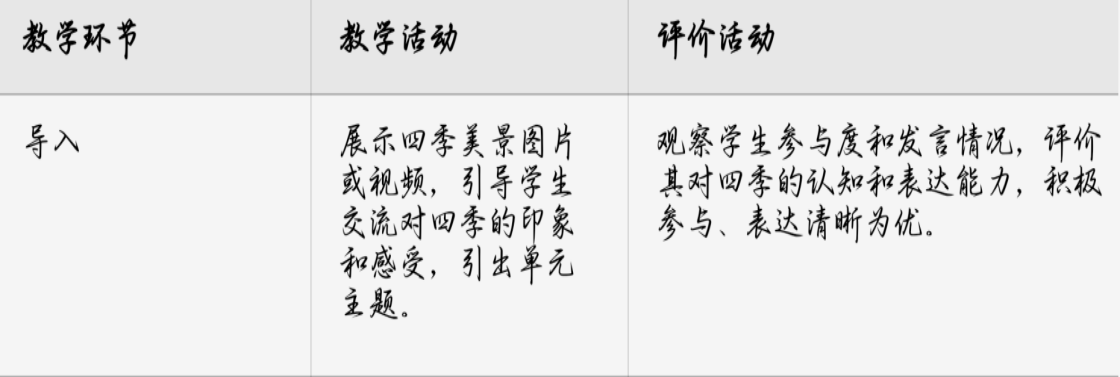 教学环节
教学活动
评价活动
导入
展示四季美景图片
或视频，引导学生
交流对四季的印象
和感受，引出单元
主题。
观察学生参与度和发言情况，评价
其对四季的认知和表达能力，积极
参与、表达清晰为优。